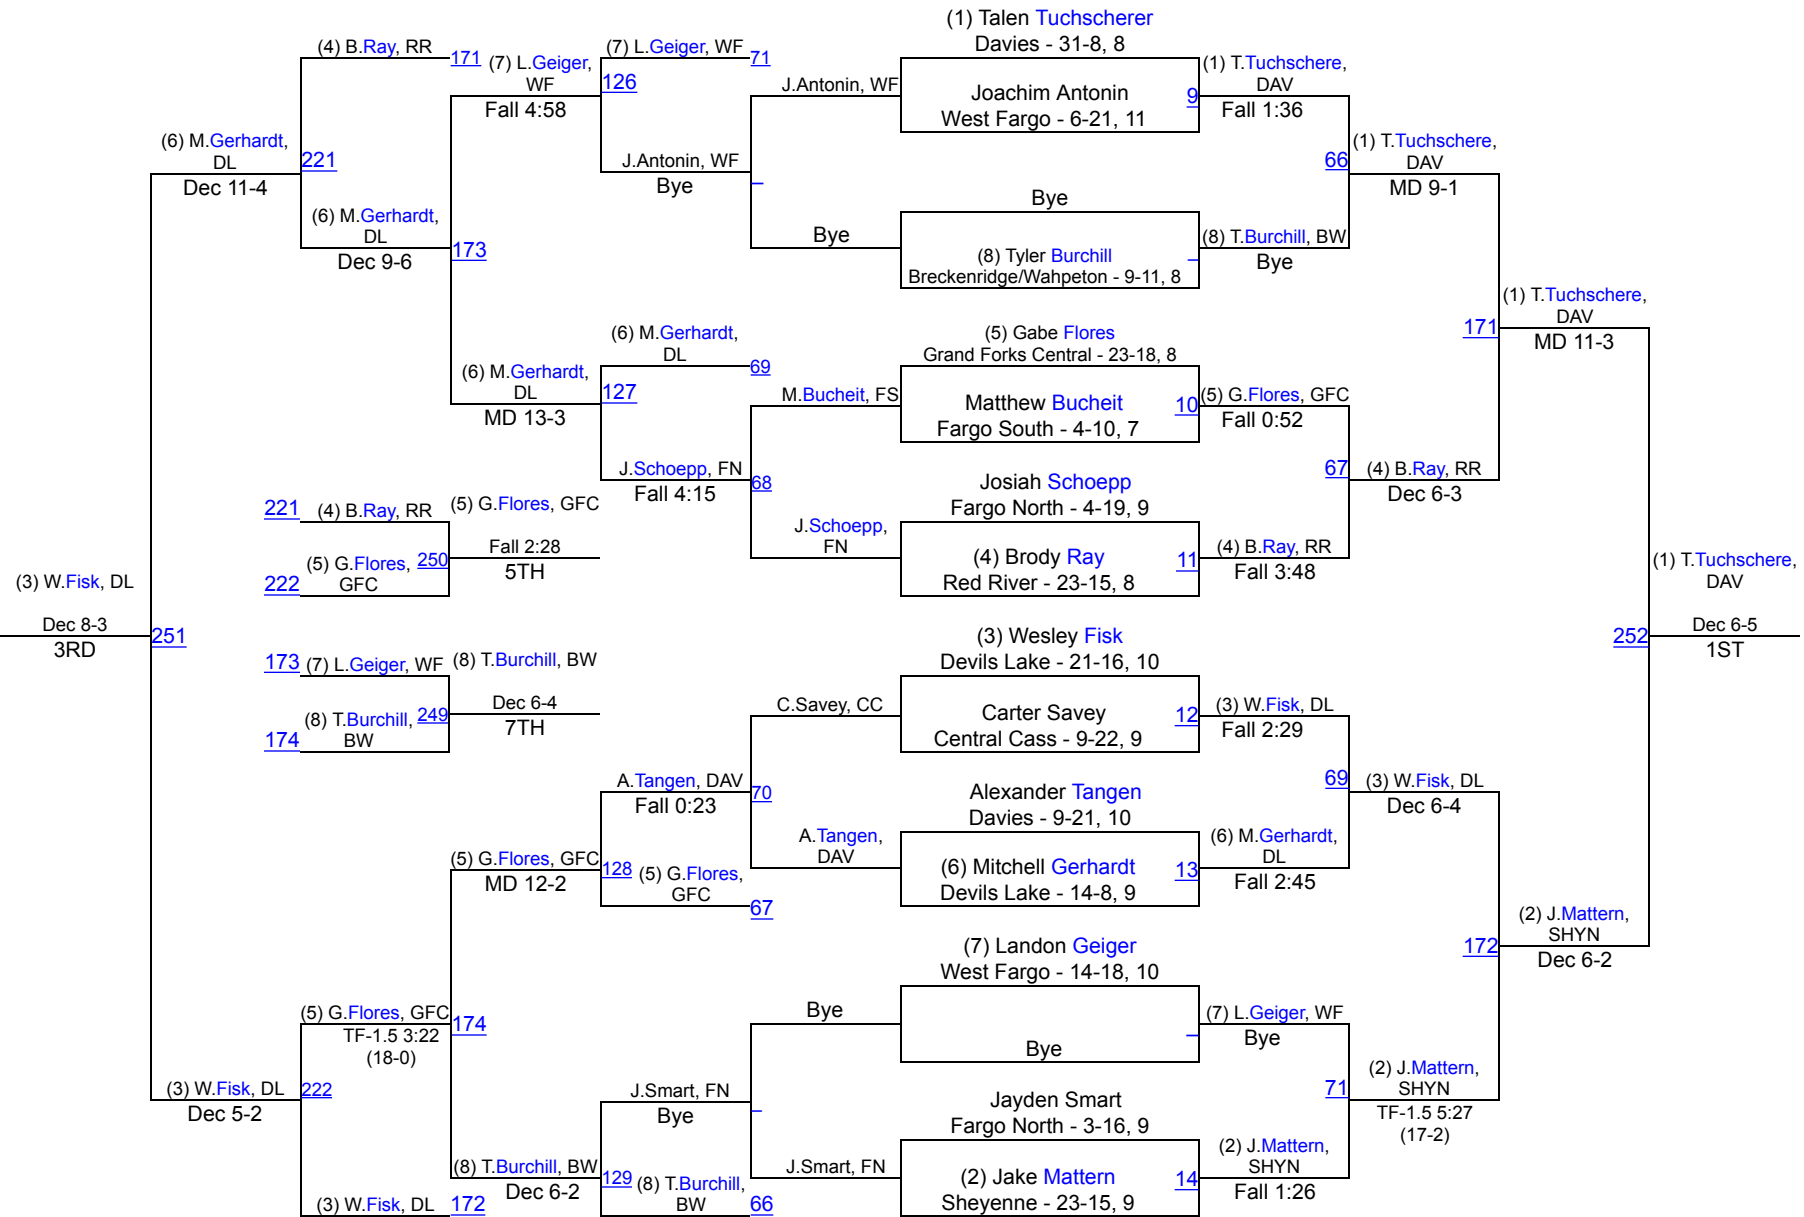 (1) Talen Tuchscherer
Davies - 31-8, 8
Joachim Antonin
West Fargo - 6-21, 11
9
Bye
(8) Tyler Burchill
Breckenridge/Wahpeton - 9-11, 8
(5) Gabe Flores
Grand Forks Central - 23-18, 8
Matthew Bucheit
Fargo South - 4-10, 7
10
Josiah Schoepp
Fargo North - 4-19, 9
(4) Brody Ray
Red River - 23-15, 8
11
(3) Wesley Fisk
Devils Lake - 21-16, 10
Carter Savey
Central Cass - 9-22, 9
12
Alexander Tangen
Davies - 9-21, 10
(6) Mitchell Gerhardt
Devils Lake - 14-8, 9
13
(7) Landon Geiger
West Fargo - 14-18, 10
Bye
Jayden Smart
Fargo North - 3-16, 9
(2) Jake Mattern
Sheyenne - 23-15, 9
14
(1) T.Tuchschere,
DAV
Fall 1:36
66
(8) T.Burchill, BW
Bye
(5) G.Flores, GFC
Fall 0:52
67
(4) B.Ray, RR
Fall 3:48
(3) W.Fisk, DL
Fall 2:29
69
(6) M.Gerhardt,
DL
Fall 2:45
(7) L.Geiger, WF
Bye
71
(2) J.Mattern,
SHYN
Fall 1:26
(1) T.Tuchschere,
DAV
MD 9-1
171
(4) B.Ray, RR
Dec 6-3
(3) W.Fisk, DL
Dec 6-4
172
(2) J.Mattern,
SHYN
TF-1.5 5:27
(17-2)
(1) T.Tuchschere,
DAV
MD 11-3
252
(2) J.Mattern,
SHYN
Dec 6-2
(1) T.Tuchschere,
DAV
Dec 6-5
1ST
J.Antonin, WF
Bye
M.Bucheit, FS
68
J.Schoepp,
FN
C.Savey, CC
70
A.Tangen,
DAV
Bye
J.Smart, FN
(7) L.Geiger, WF
71
126
J.Antonin, WF
Bye
(6) M.Gerhardt,
DL
69
127
J.Schoepp, FN
Fall 4:15
A.Tangen, DAV
Fall 0:23
128
(5) G.Flores,
GFC
67
J.Smart, FN
Bye
129
(8) T.Burchill,
BW
66
(7) L.Geiger,
WF
Fall 4:58
173
(6) M.Gerhardt,
DL
MD 13-3
(5) G.Flores, GFC
MD 12-2
174
(8) T.Burchill, BW
Dec 6-2
(4) B.Ray, RR
171
221
(6) M.Gerhardt,
DL
Dec 9-6
(5) G.Flores, GFC
TF-1.5 3:22
(18-0)
222
(3) W.Fisk, DL
172
(6) M.Gerhardt,
DL
Dec 11-4
251
(3) W.Fisk, DL
Dec 5-2
(3) W.Fisk, DL
Dec 8-3
3RD
221
(4) B.Ray, RR
222
(5) G.Flores,
GFC
250
(5) G.Flores, GFC
Fall 2:28
5TH
173
(7) L.Geiger, WF
174
(8) T.Burchill,
BW
249
(8) T.Burchill, BW
Dec 6-4
7TH